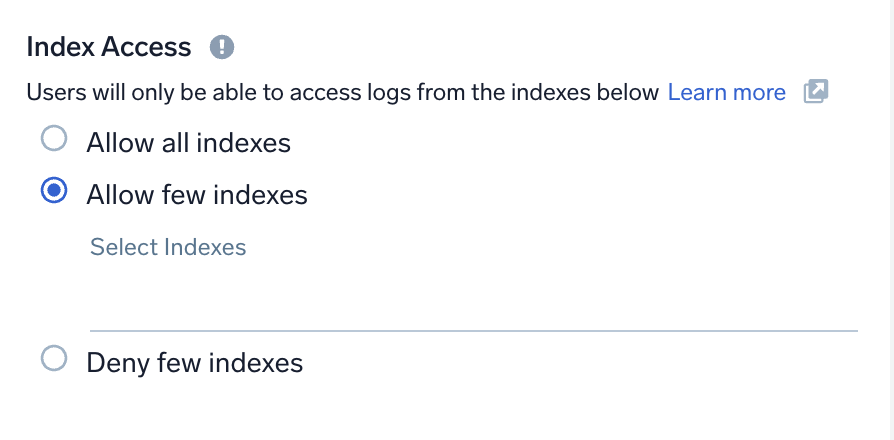 Index Access
Users will only be able to access logs from the indexes below Learn more
Allow all indexes
Allow few indexes
Select Indexes
Deny few indexes